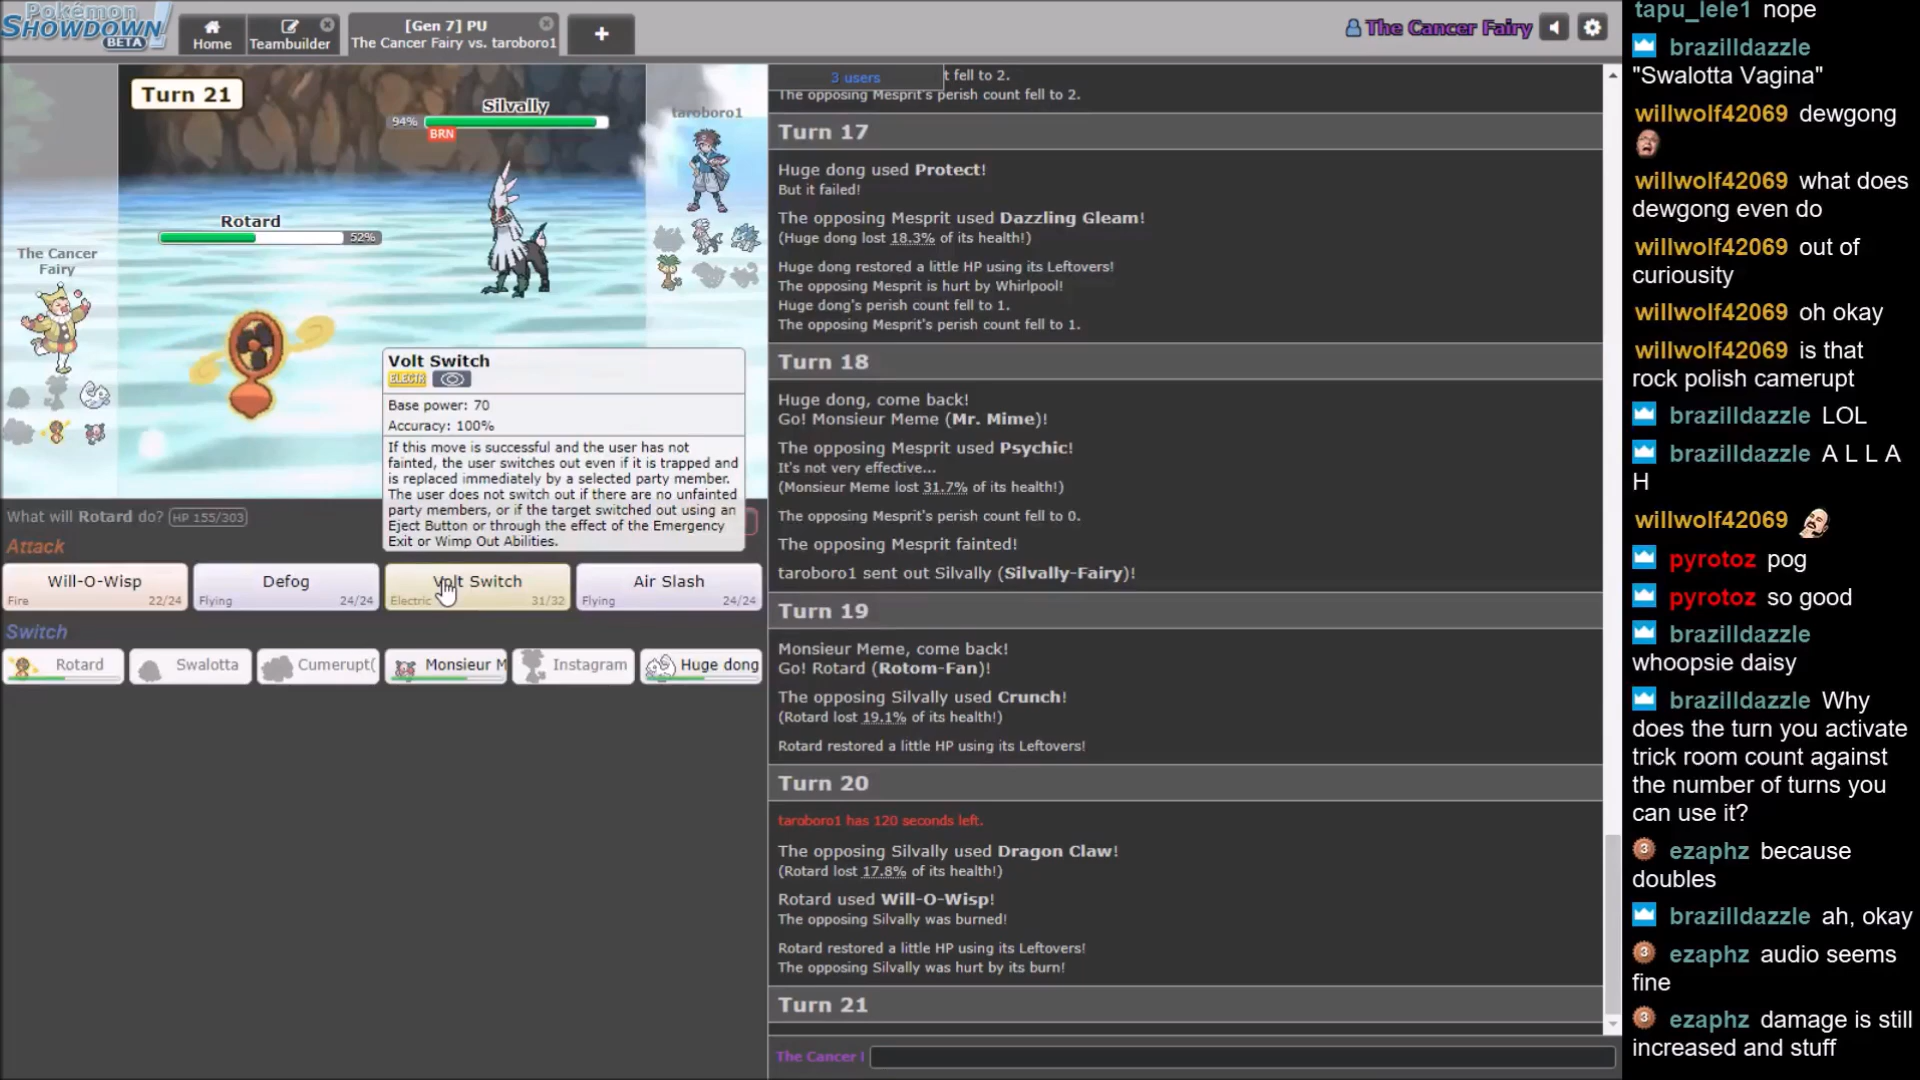 Pokémon
SHOWDOWN!
BETA
Home
Teambuilder
[Gen 7] PU
The Cancer Fairy vs. taroboro1
+
The Cancer Fairy
Turn 21
Silvally
94%
BRN
taroboro1
Rotard
52%
The Cancer
Fairy
Volt Switch
ELECTR
Base power: 70
Accuracy: 100%
If this move is successful and the user has not
fainted, the user switches out even if it is trapped and
is replaced immediately by a selected party member.
The user does not switch out if there are no unfainted
party members, or if the target switched out using an
Eject Button or through the effect of the Emergency
Exit or Wimp Out Abilities.
What will Rotard do? HP 155/303
Attack
Will-O-Wisp
Fire 22/24
Defog
Flying 24/24
Volt Switch
Electric 31/32
Air Slash
Flying 24/24
Switch
Rotard
Swalotta
Cumerupt(
Monsieur M
Instagram
Huge dong
3 users
t fell to 2.
The opposing Mesprit's perish count fell to 2.
Turn 17
Huge dong used Protect!
But it failed!
The opposing Mesprit used Dazzling Gleam!
(Huge dong lost 18.3% of its health!)
Huge dong restored a little HP using its Leftovers!
The opposing Mesprit is hurt by Whirlpool!
Huge dong's perish count fell to 1.
The opposing Mesprit's perish count fell to 1.
Turn 18
Huge dong, come back!
Go! Monsieur Meme (Mr. Mime)!
The opposing Mesprit used Psychic!
It's not very effective...
(Monsieur Meme lost 31.7% of its health!)
The opposing Mesprit's perish count fell to 0.
The opposing Mesprit fainted!
taroboro1 sent out Silvally (Silvally-Fairy)!
Turn 19
Monsieur Meme, come back!
Go! Rotard (Rotom-Fan)!
The opposing Silvally used Crunch!
(Rotard lost 19.1% of its health!)
Rotard restored a little HP using its Leftovers!
Turn 20
taroboro1 has 120 seconds left.
The opposing Silvally used Dragon Claw!
(Rotard lost 17.8% of its health!)
Rotard used Will-O-Wisp!
The opposing Silvally was burned!
Rotard restored a little HP using its Leftovers!
The opposing Silvally was hurt by its burn!
Turn 21
The Cancer
tapu_lele1 nope
brazilldazzle
"Swalotta Vagina"
willwolf42069 dewgong
willwolf42069 what does
dewgong even do
willwolf42069 out of
curiousity
willwolf42069 oh okay
willwolf42069 is that
rock polish camerupt
brazilldazzle LOL
brazilldazzle A L L A
H
willwolf42069
pyrotoz pog
pyrotoz so good
brazilldazzle
whoopsie daisy
brazilldazzle Why
does the turn you activate
trick room count against
the number of turns you
can use it?
3 ezaphz because
doubles
brazilldazzle ah, okay
3 ezaphz audio seems
fine
3 ezaphz damage is still
increased and stuff